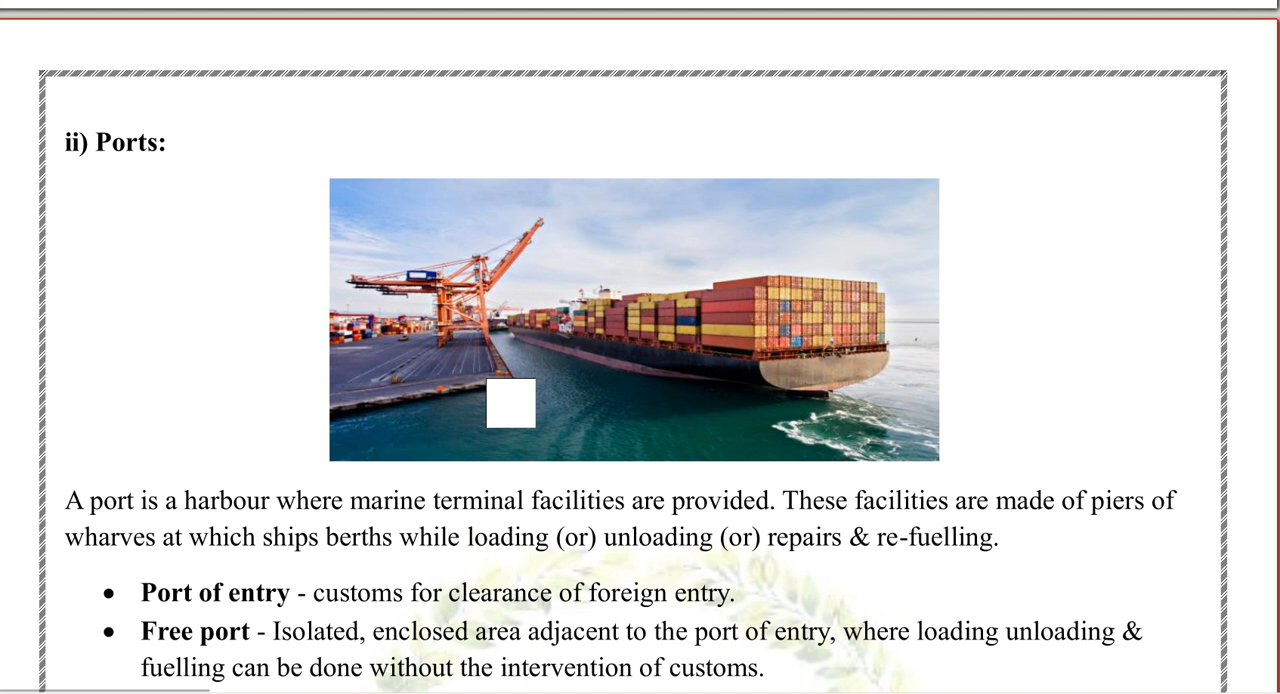 ii) Ports:
A port is a harbour where marine terminal facilities are provided. These facilities are made of piers of
wharves at which ships berths while loading (or) unloading (or) repairs & re-fuelling.
• Port of entry - customs for clearance of foreign entry.
• Free port - Isolated, enclosed area adjacent to the port of entry, where loading unloading &
fuelling can be done without the intervention of customs.